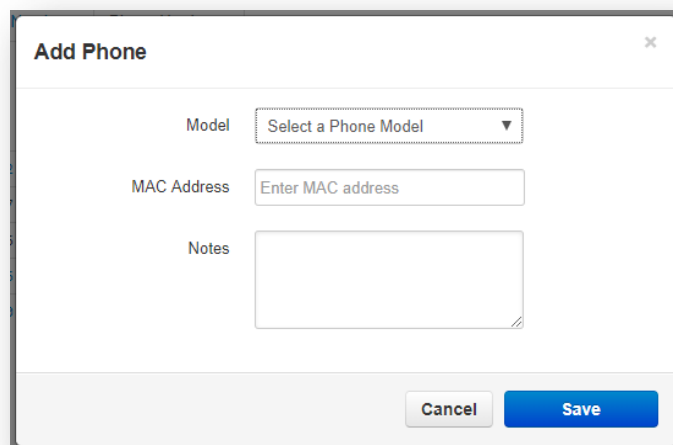 Add Phone
×
Model
Select a Phone Model ▼
MAC Address
Enter MAC address
Notes
Cancel
Save